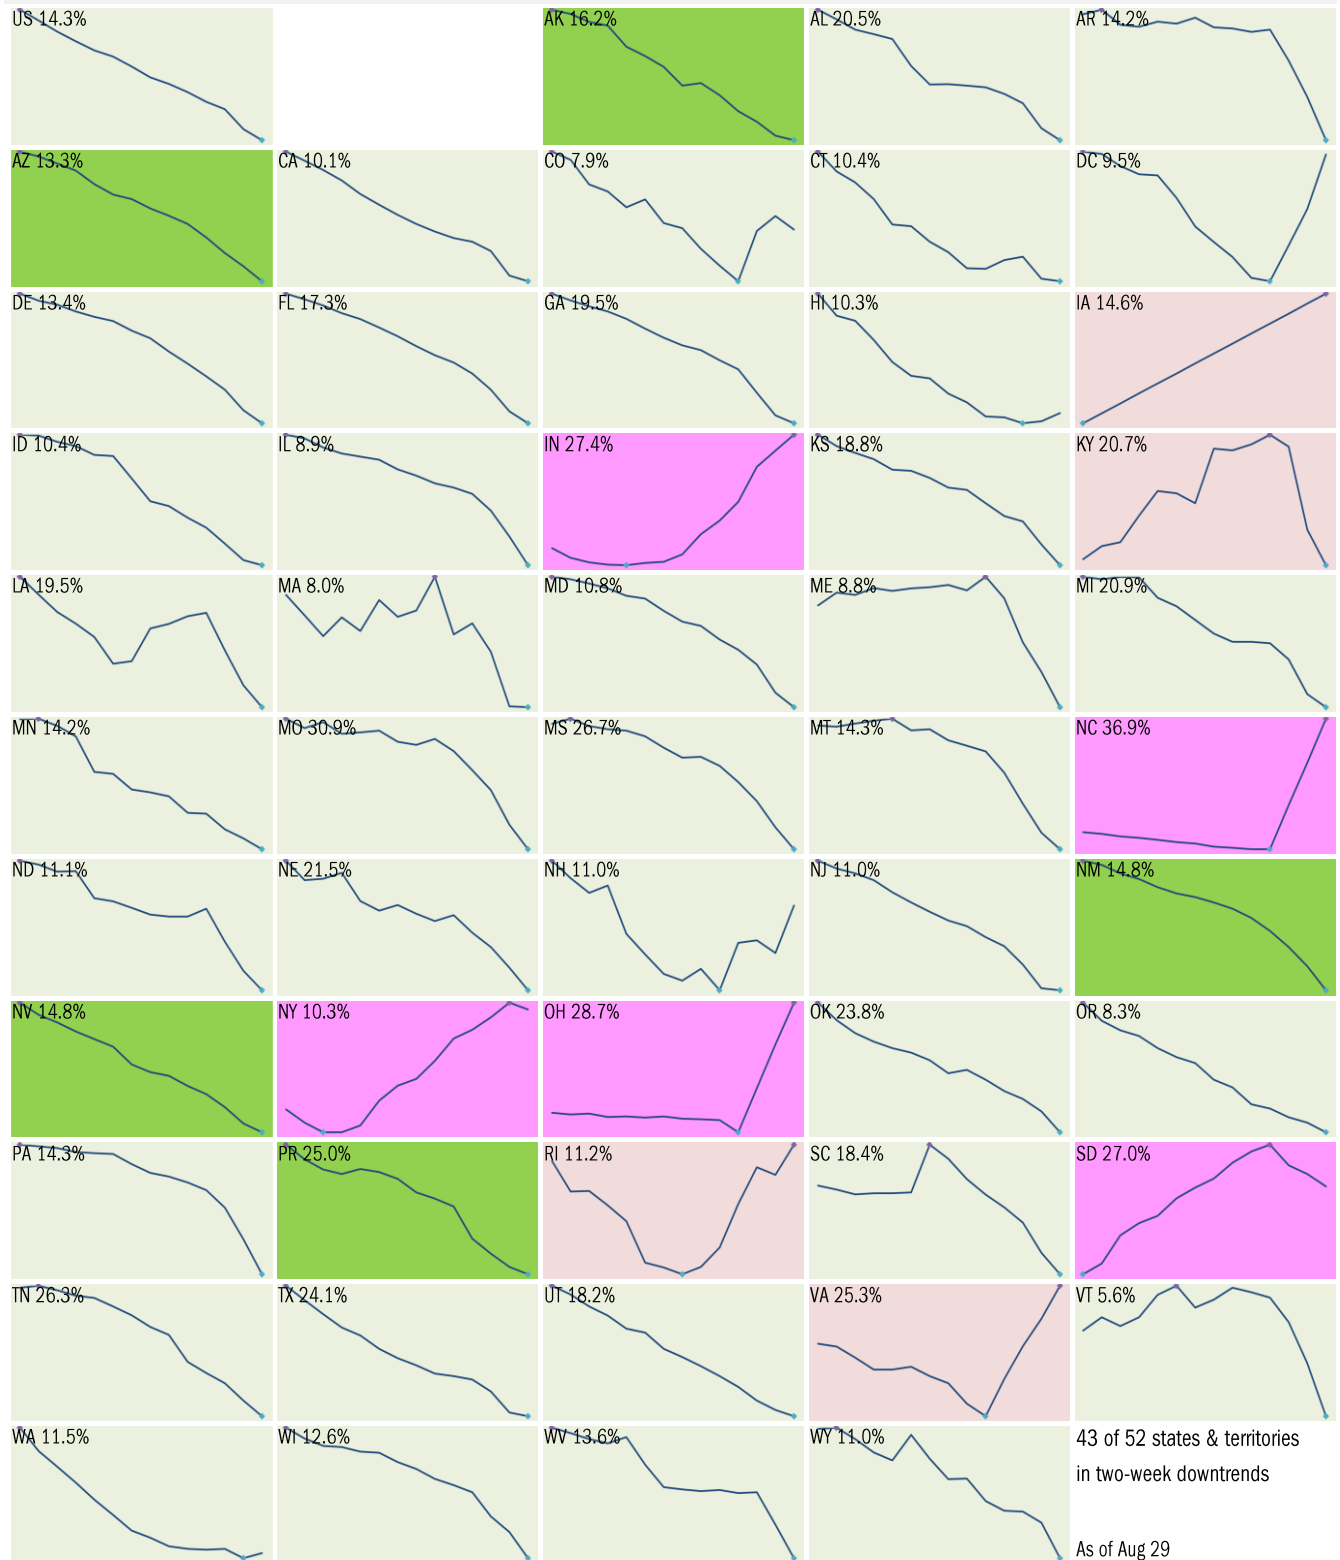 US 14.3%
AK 16.2%
AL 20.5%
AR 14.2%
AZ 13.3%
CA 10.1%
CO 7.9%
CT 10.4%
DC 9.5%
DE 13.4%
FL 17.3%
GA 19.5%
HI 10.3%
IA 14.6%
ID 10.4%
IL 8.9%
IN 27.4%
KS 18.8%
KY 20.7%
LA 19.5%
MA 8.0%
MD 10.8%
ME 8.8%
MI 20.9%
MN 14.2%
MO 30.9%
MS 26.7%
MT 14.3%
NC 36.9%
ND 11.1%
NE 21.5%
NH 11.0%
NJ 11.0%
NM 14.8%
NV 14.8%
NY 10.3%
OH 28.7%
OK 23.8%
OR 8.3%
PA 14.3%
PR 25.0%
RI 11.2%
SC 18.4%
SD 27.0%
TN 26.3%
TX 24.1%
UT 18.2%
VA 25.3%
VT 5.6%
WA 11.5%
WI 12.6%
WV 13.6%
WY 11.0%
43 of 52 states & territories
in two-week downtrends
As of Aug 29